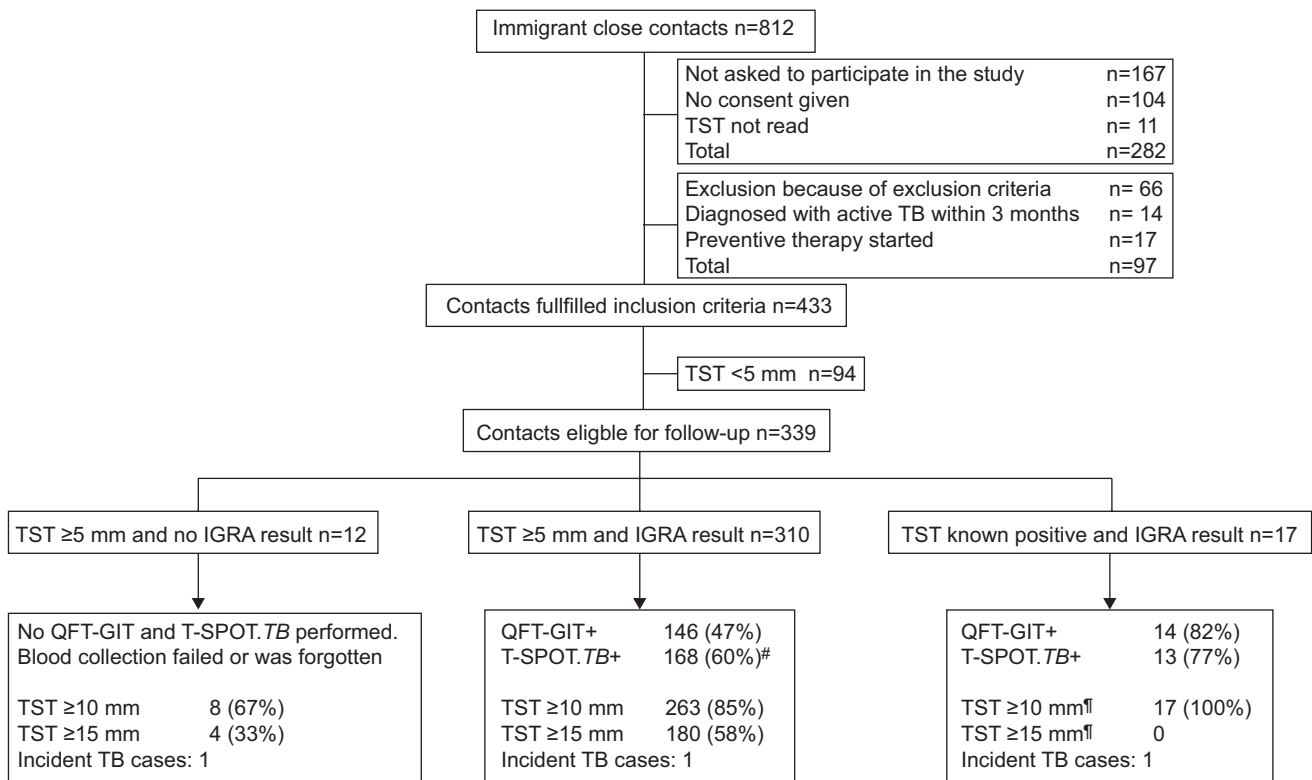 Immigrant close contacts n=812
Not asked to participate in the study n=167
No consent given n=104
TST not read n= 11
Total n=282
Exclusion because of exclusion criteria n= 66
Diagnosed with active TB within 3 months n= 14
Preventive therapy started n=17
Total n=97
Contacts fullfilled inclusion criteria n=433
TST <5 mm n=94
Contacts eligble for follow-up n=339
TST ≥5 mm and no IGRA result n=12
TST ≥5 mm and IGRA result n=310
TST known positive and IGRA result n=17
No QFT-GIT and T-SPOT.TB performed.
Blood collection failed or was forgotten
TST ≥10 mm 8 (67%)
TST ≥15 mm 4 (33%)
Incident TB cases: 1
QFT-GIT+ 146 (47%)
T-SPOT.TB+ 168 (60%)#
TST ≥10 mm 263 (85%)
TST ≥15 mm 180 (58%)
Incident TB cases: 1
QFT-GIT+ 14 (82%)
T-SPOT.TB+ 13 (77%)
TST ≥10 mm¶ 17 (100%)
TST ≥15 mm¶ 0
Incident TB cases: 1